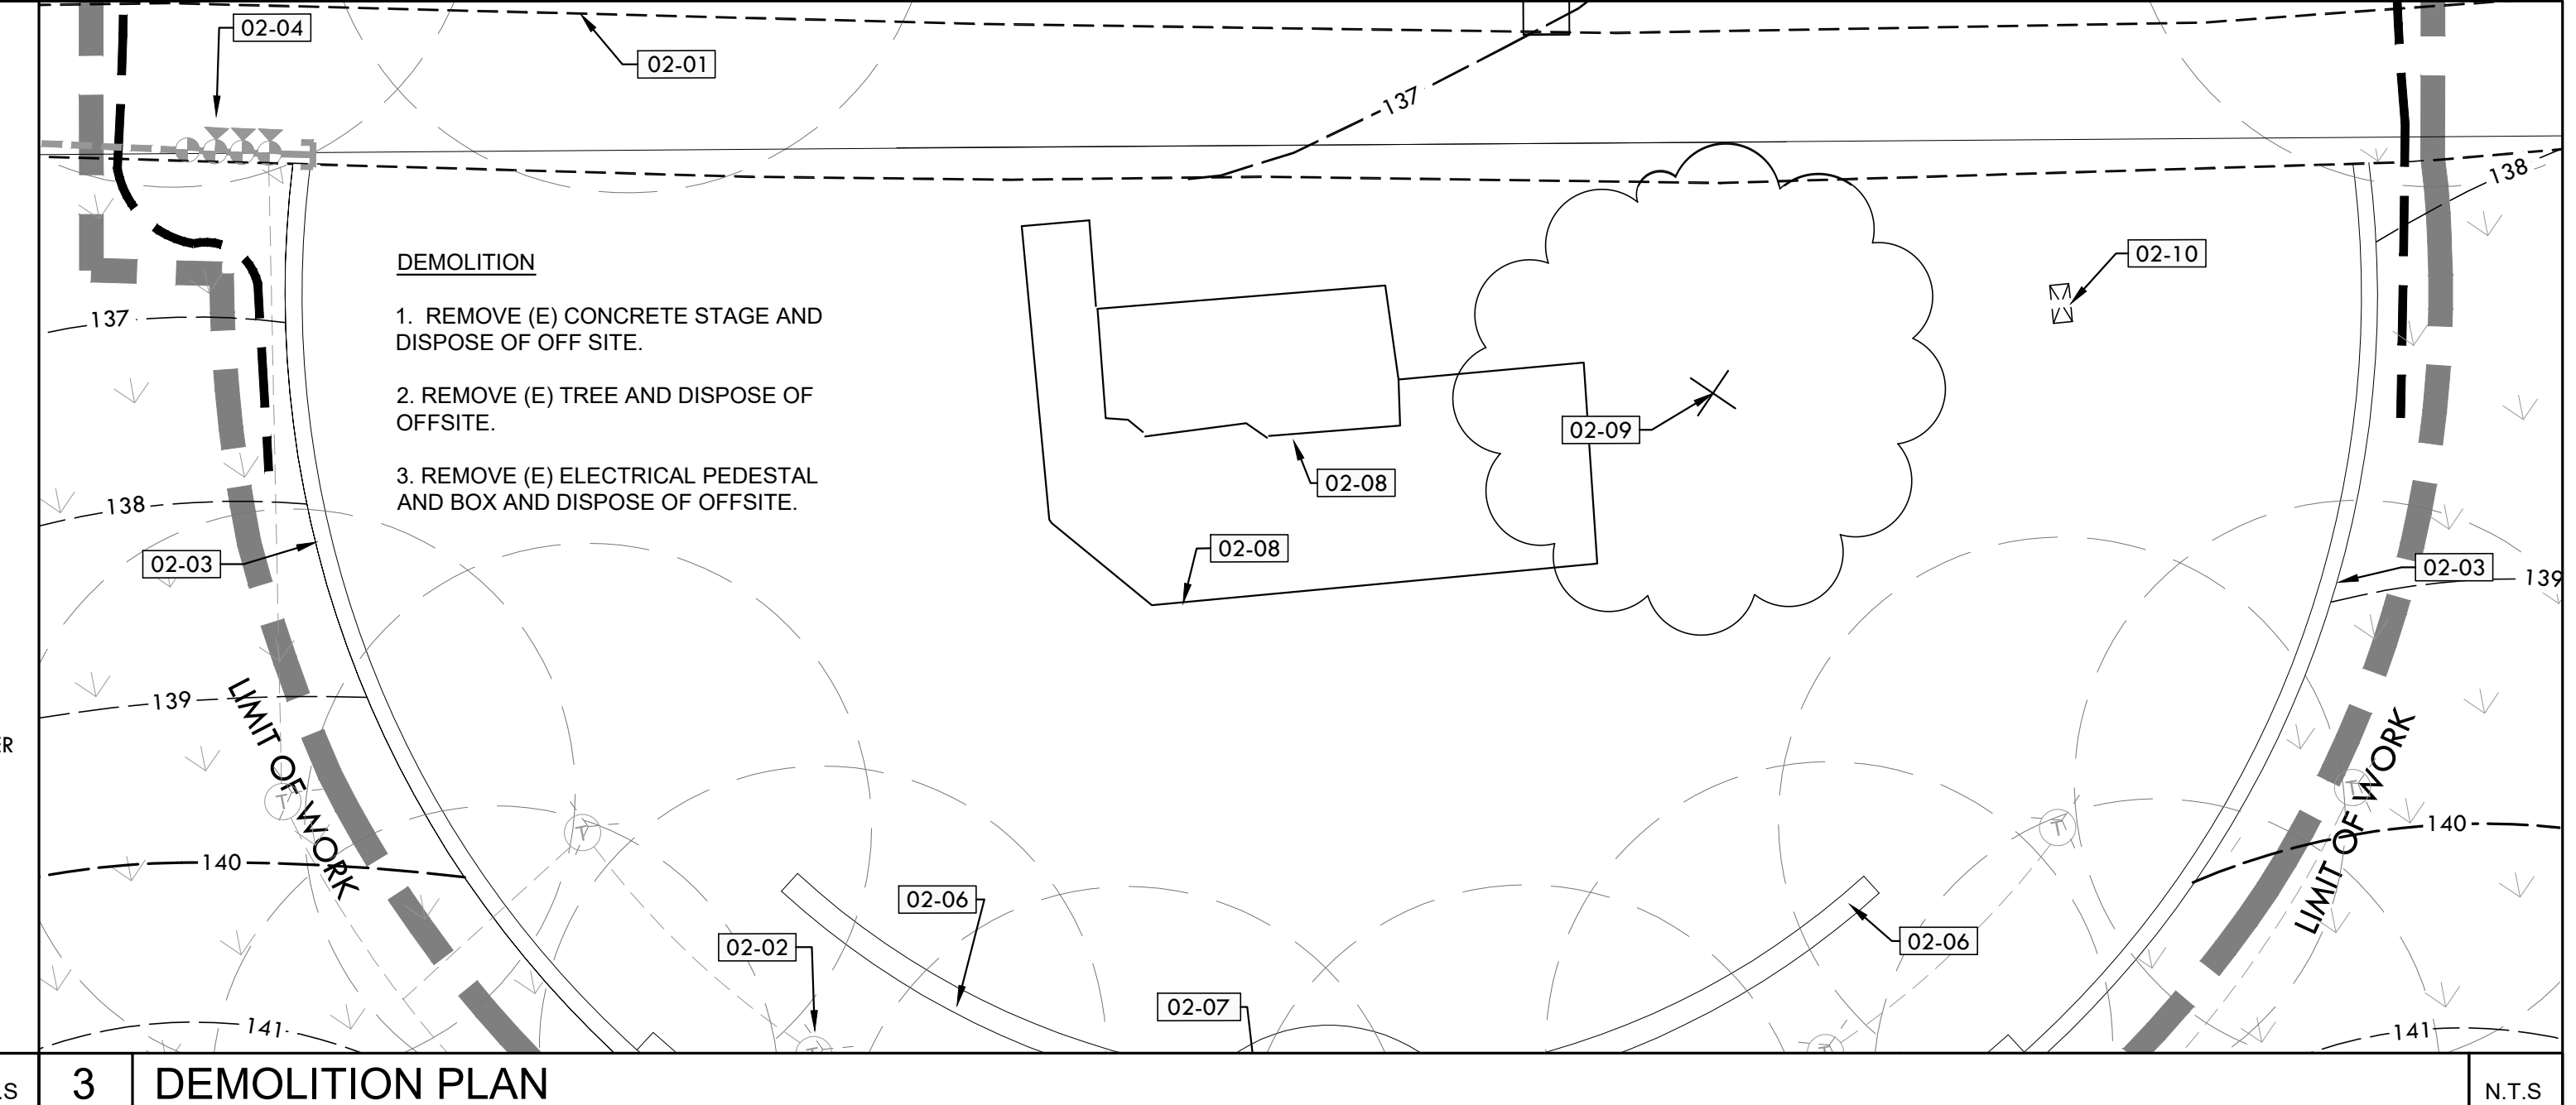 02-04
02-01
137
138
02-10
DEMOLITION
1. REMOVE (E) CONCRETE STAGE AND
DISPOSE OF OFF SITE.
2. REMOVE (E) TREE AND DISPOSE OF
OFFSITE.
3. REMOVE (E) ELECTRICAL PEDESTAL
AND BOX AND DISPOSE OF OFFSITE.
137
02-09
02-08
138
02-03
02-08
02-03
139
139
LIMIT OF WORK
LIMIT OF WORK
ER
T
T
T
T
140
140
02-06
02-02
02-06
02-07
141
141
T
T
.S
3
DEMOLITION PLAN
N.T.S